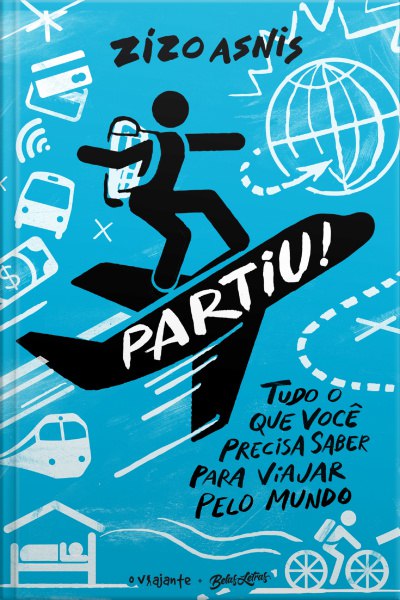 ZIZO ASNIS
$
PARTIU!
TUDO O
QUE VOCÊ
PRECISA SABER
PARA VIAJAR
PELO MUNDO
O VIAJANTE · Belas Letras